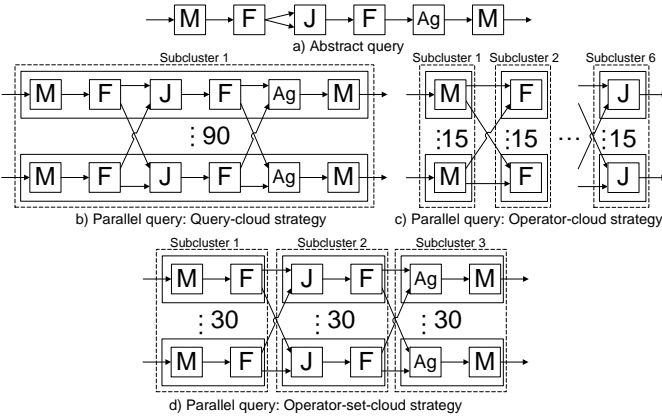 M F J F Ag M
a) Abstract query
Subcluster 1
M F J F Ag M
⋮90
M F J F Ag M
b) Parallel query: Query-cloud strategy
Subcluster 1 Subcluster 2 Subcluster 6
M F J
⋮15 ⋮15 ... ⋮15
M F J
c) Parallel query: Operator-cloud strategy
Subcluster 1 Subcluster 2 Subcluster 3
M F J F Ag M
⋮30 ⋮30 ⋮30
M F J F Ag M
d) Parallel query: Operator-set-cloud strategy